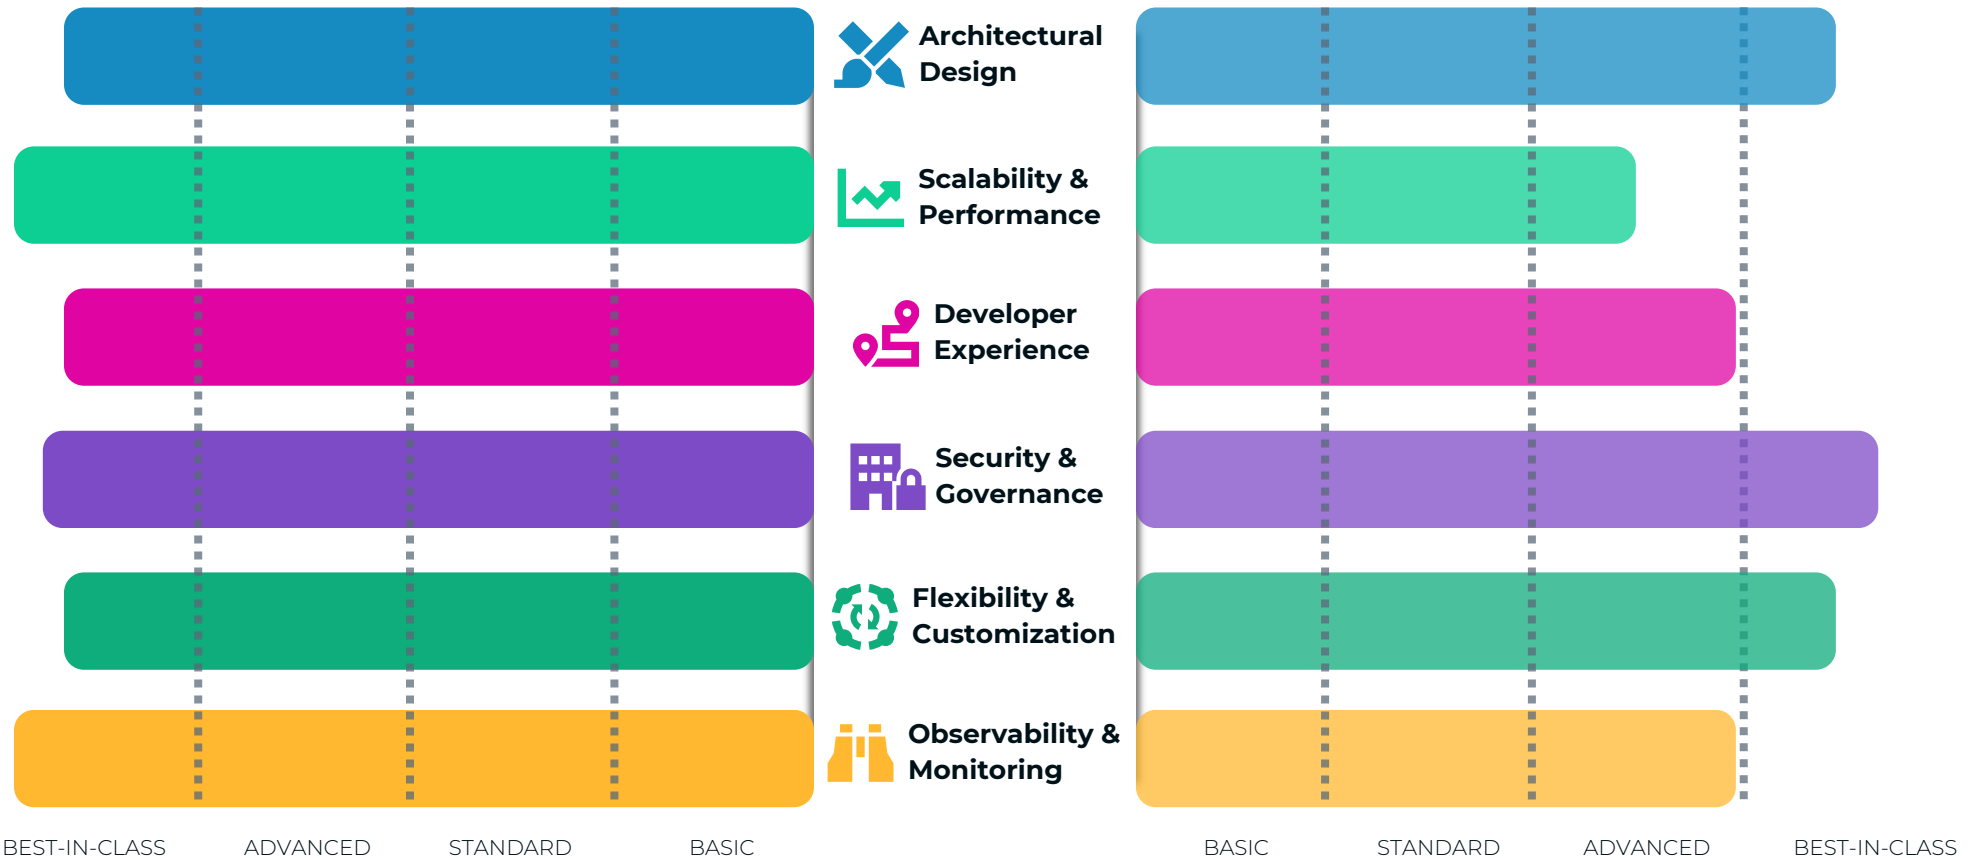 Architectural
Design
Scalability &
Performance
Developer
Experience
Security &
Governance
Flexibility &
Customization
Observability &
Monitoring
BEST-IN-CLASS ADVANCED STANDARD BASIC BASIC STANDARD ADVANCED BEST-IN-CLASS